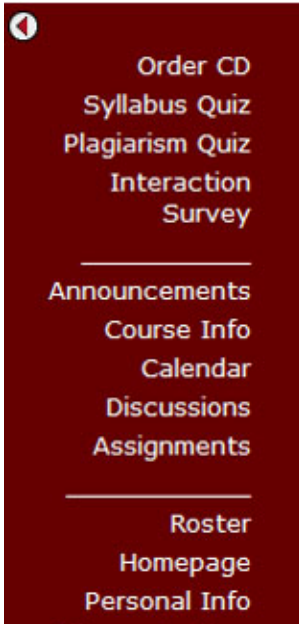 Order CD
Syllabus Quiz
Plagiarism Quiz
Interaction
Survey
Announcements
Course Info
Calendar
Discussions
Assignments
Roster
Homepage
Personal Info